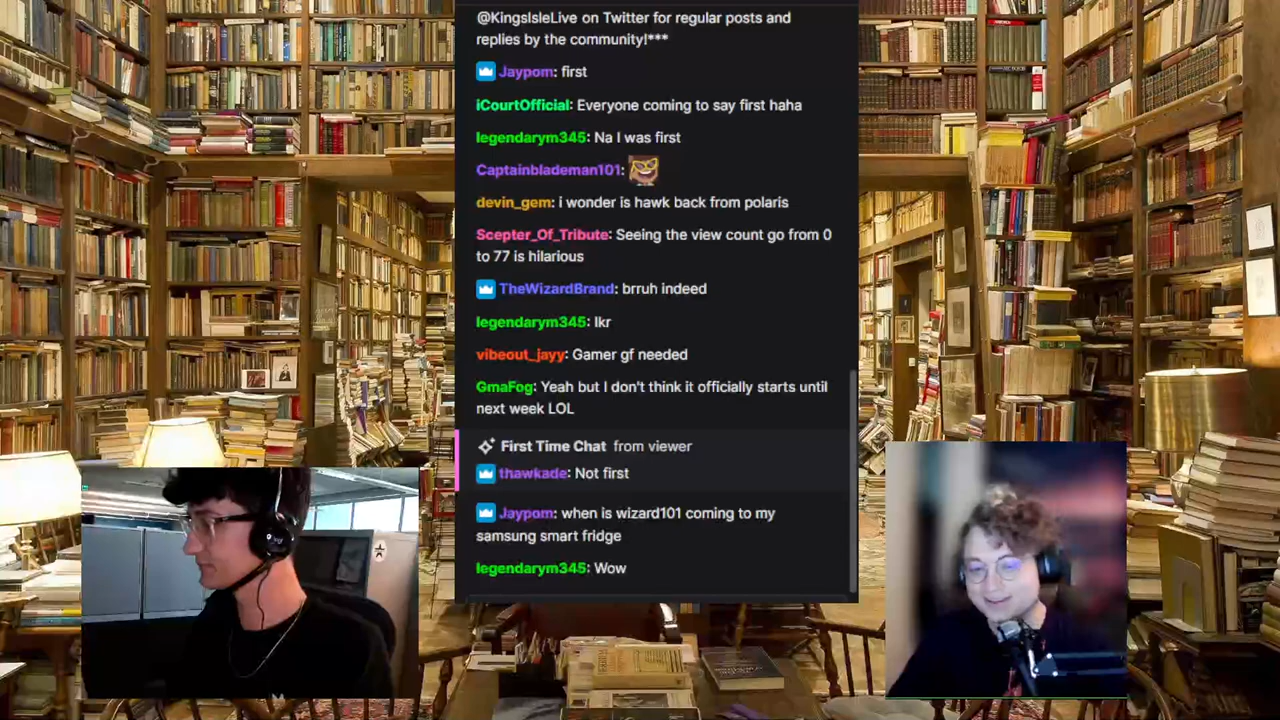 @KingsIsleLive on Twitter for regular posts and
replies by the community!***
Jaypom: first
iCourtOfficial: Everyone coming to say first haha
legendarym345: Na I was first
Captainblademan101:
devin_gem: i wonder is hawk back from polaris
Scepter_Of_Tribute: Seeing the view count go from 0
to 77 is hilarious
TheWizardBrand: brruh indeed
legendarym345: Ikr
vibeout_jayy: Gamer gf needed
GmaFog: Yeah but I don't think it officially starts until
next week LOL
First Time Chat from viewer
thawkade: Not first
Jaypom: when is wizard101 coming to my
samsung smart fridge
legendarym345: Wow